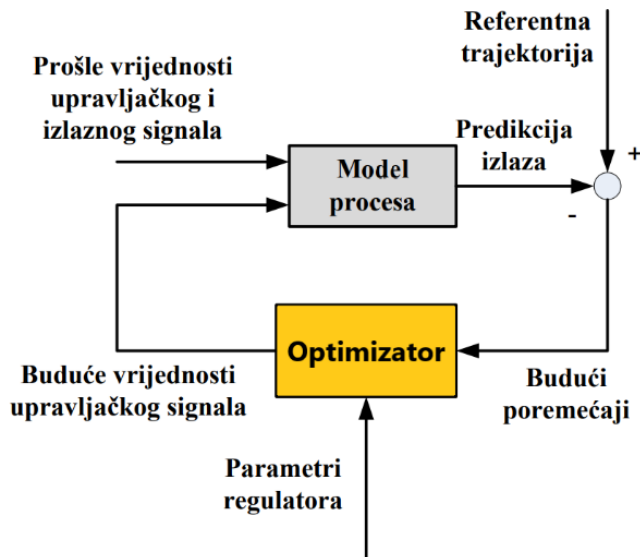 Referentna
trajektorija
Prošle vrijednosti
upravljačkog i
izlaznog signala
Predikcija
izlaza
+
-
Model
procesa
Optimizator
Buduće vrijednosti
upravljačkog signala
Budući
poremećaji
Parametri
regulatora